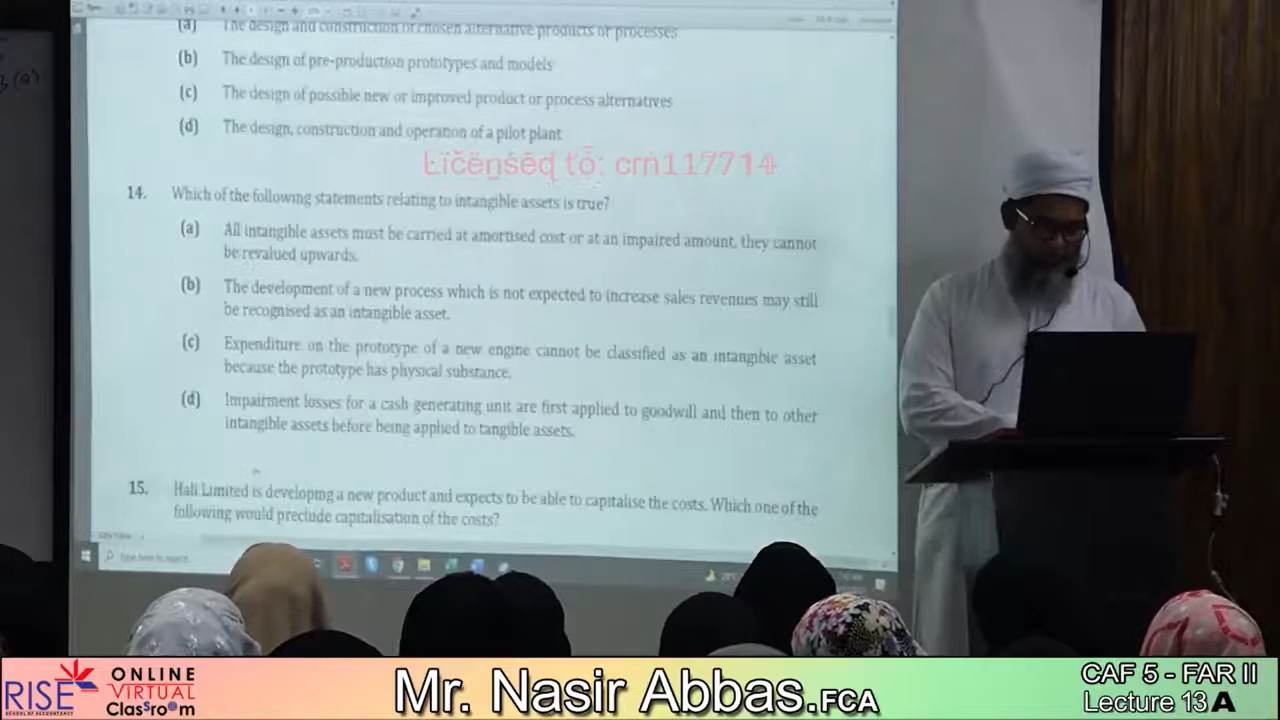 (a) The design and construction of chosen alternative products or processes
(b) The design of pre-production prototypes and models
(c) The design of possible new or improved product or process alternatives
(d) The design, construction and operation of a pilot plant
Licensed to: crn117714
14. Which of the following statements relating to intangible assets is true?
(a) All intangible assets must be carried at amortised cost or at an impaired amount, they cannot
be revalued upwards.
(b) The development of a new process which is not expected to increase sales revenues may still
be recognised as an intangible asset.
(c) Expenditure on the prototype of a new engine cannot be classified as an intangible asset
because the prototype has physical substance.
(d) Impairment losses for a cash generating unit are first applied to goodwill and then to other
intangible assets before being applied to tangible assets.
15. Hali Limited is developing a new product and expects to be able to capitalise the costs. Which one of the
following would preclude capitalisation of the costs?
Type here to search
RISE
SCHOOL OF ACCOUNTANCY
ONLINE
VIRTUAL
Classroom
Mr. Nasir Abbas.FCA
CAF 5 - FAR II
Lecture 13 A